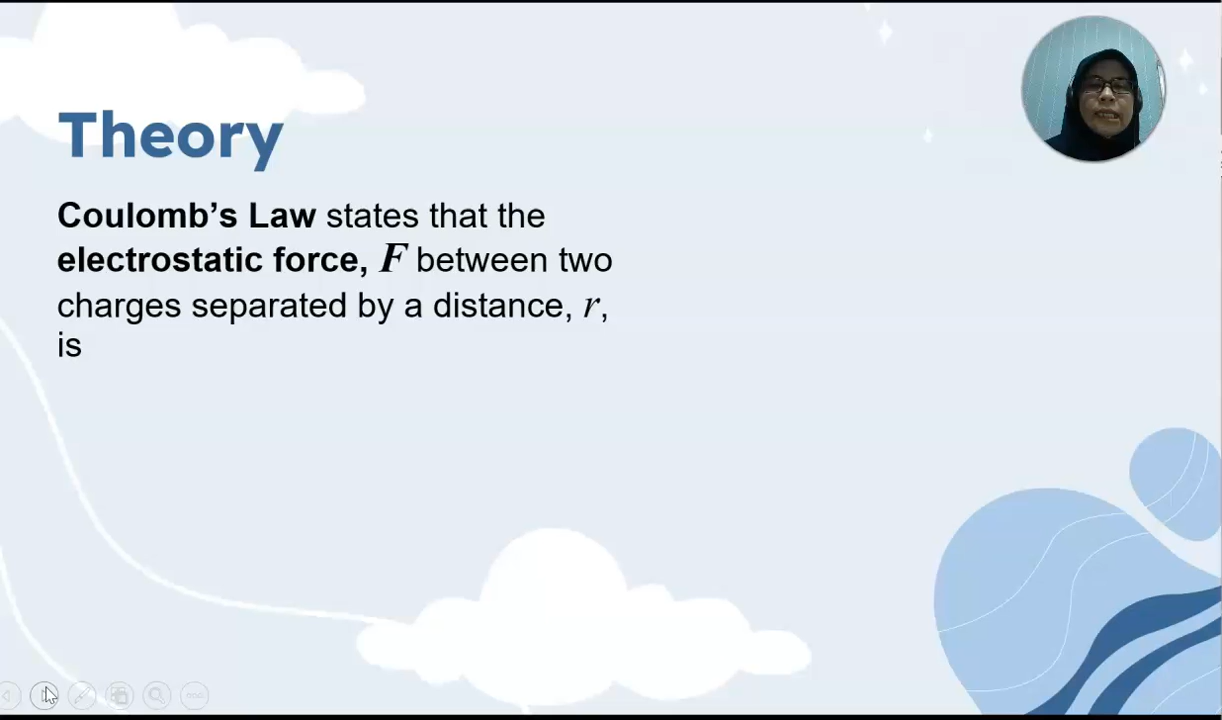 Theory
Coulomb’s Law states that the
electrostatic force, F between two
charges separated by a distance, r,
is